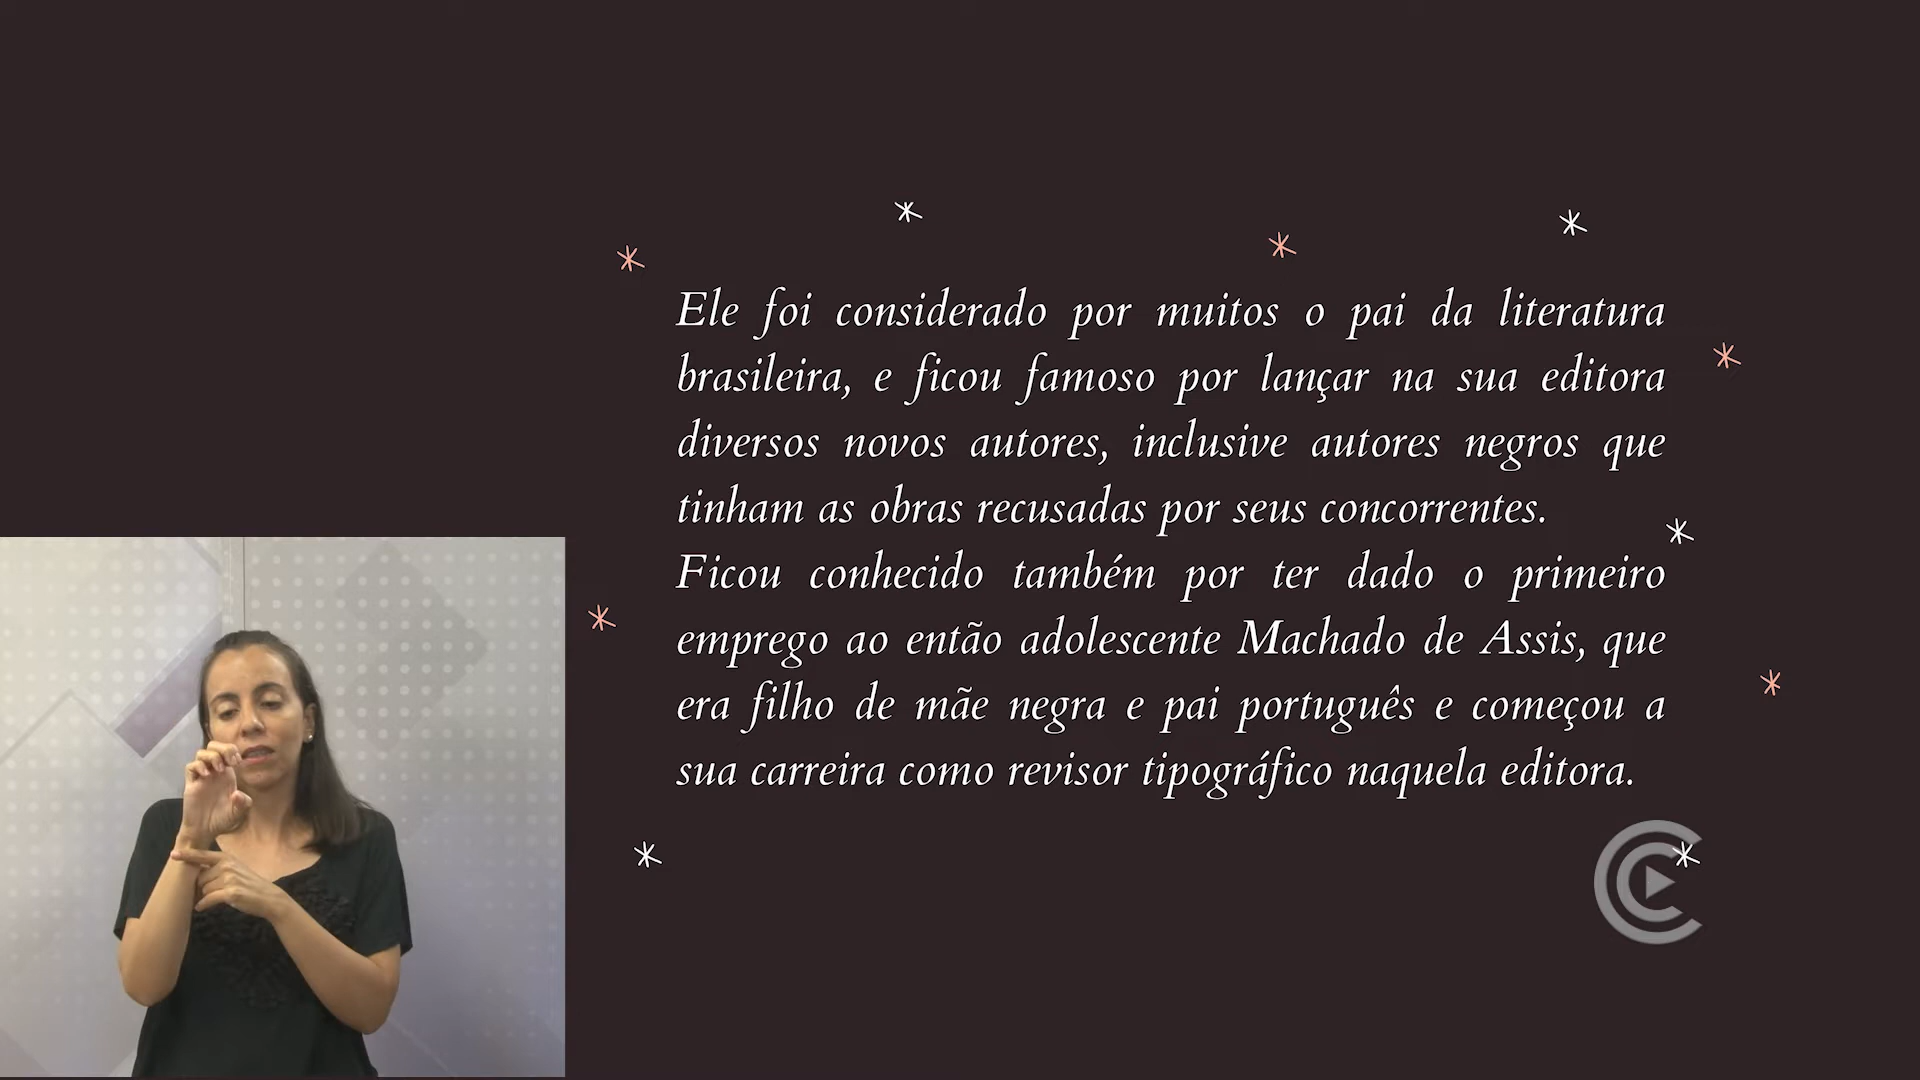 Ele foi considerado por muitos o pai da literatura
brasileira, e ficou famoso por lançar na sua editora
diversos novos autores, inclusive autores negros que
tinham as obras recusadas por seus concorrentes.
Ficou conhecido também por ter dado o primeiro
emprego ao então adolescente Machado de Assis, que
era filho de mãe negra e pai português e começou a
sua carreira como revisor tipográfico naquela editora.